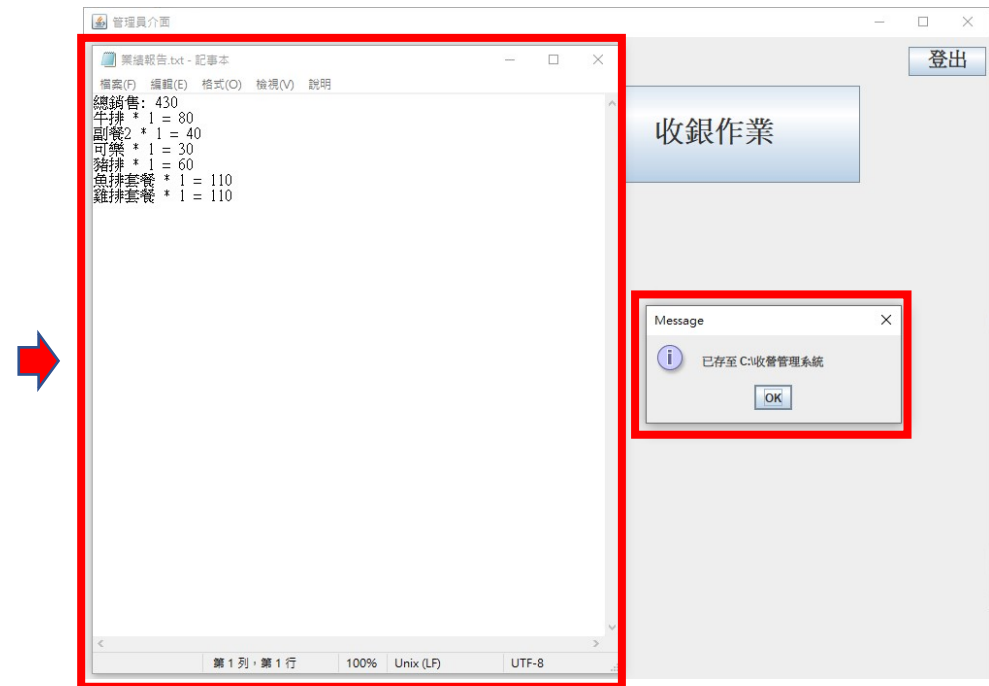 管理員介面
登出
業績報告.txt - 記事本
檔案(F) 編輯(E) 格式(O) 檢視(V) 說明
總銷售: 430
牛排 * 1 = 80
副餐2 * 1 = 40
可樂 * 1 = 30
豬排 * 1 = 60
魚排套餐 * 1 = 110
雞排套餐 * 1 = 110
收銀作業
Message
已存至 C:\收營管理系統
OK
第 1 列，第 1 行 100% Unix (LF) UTF-8